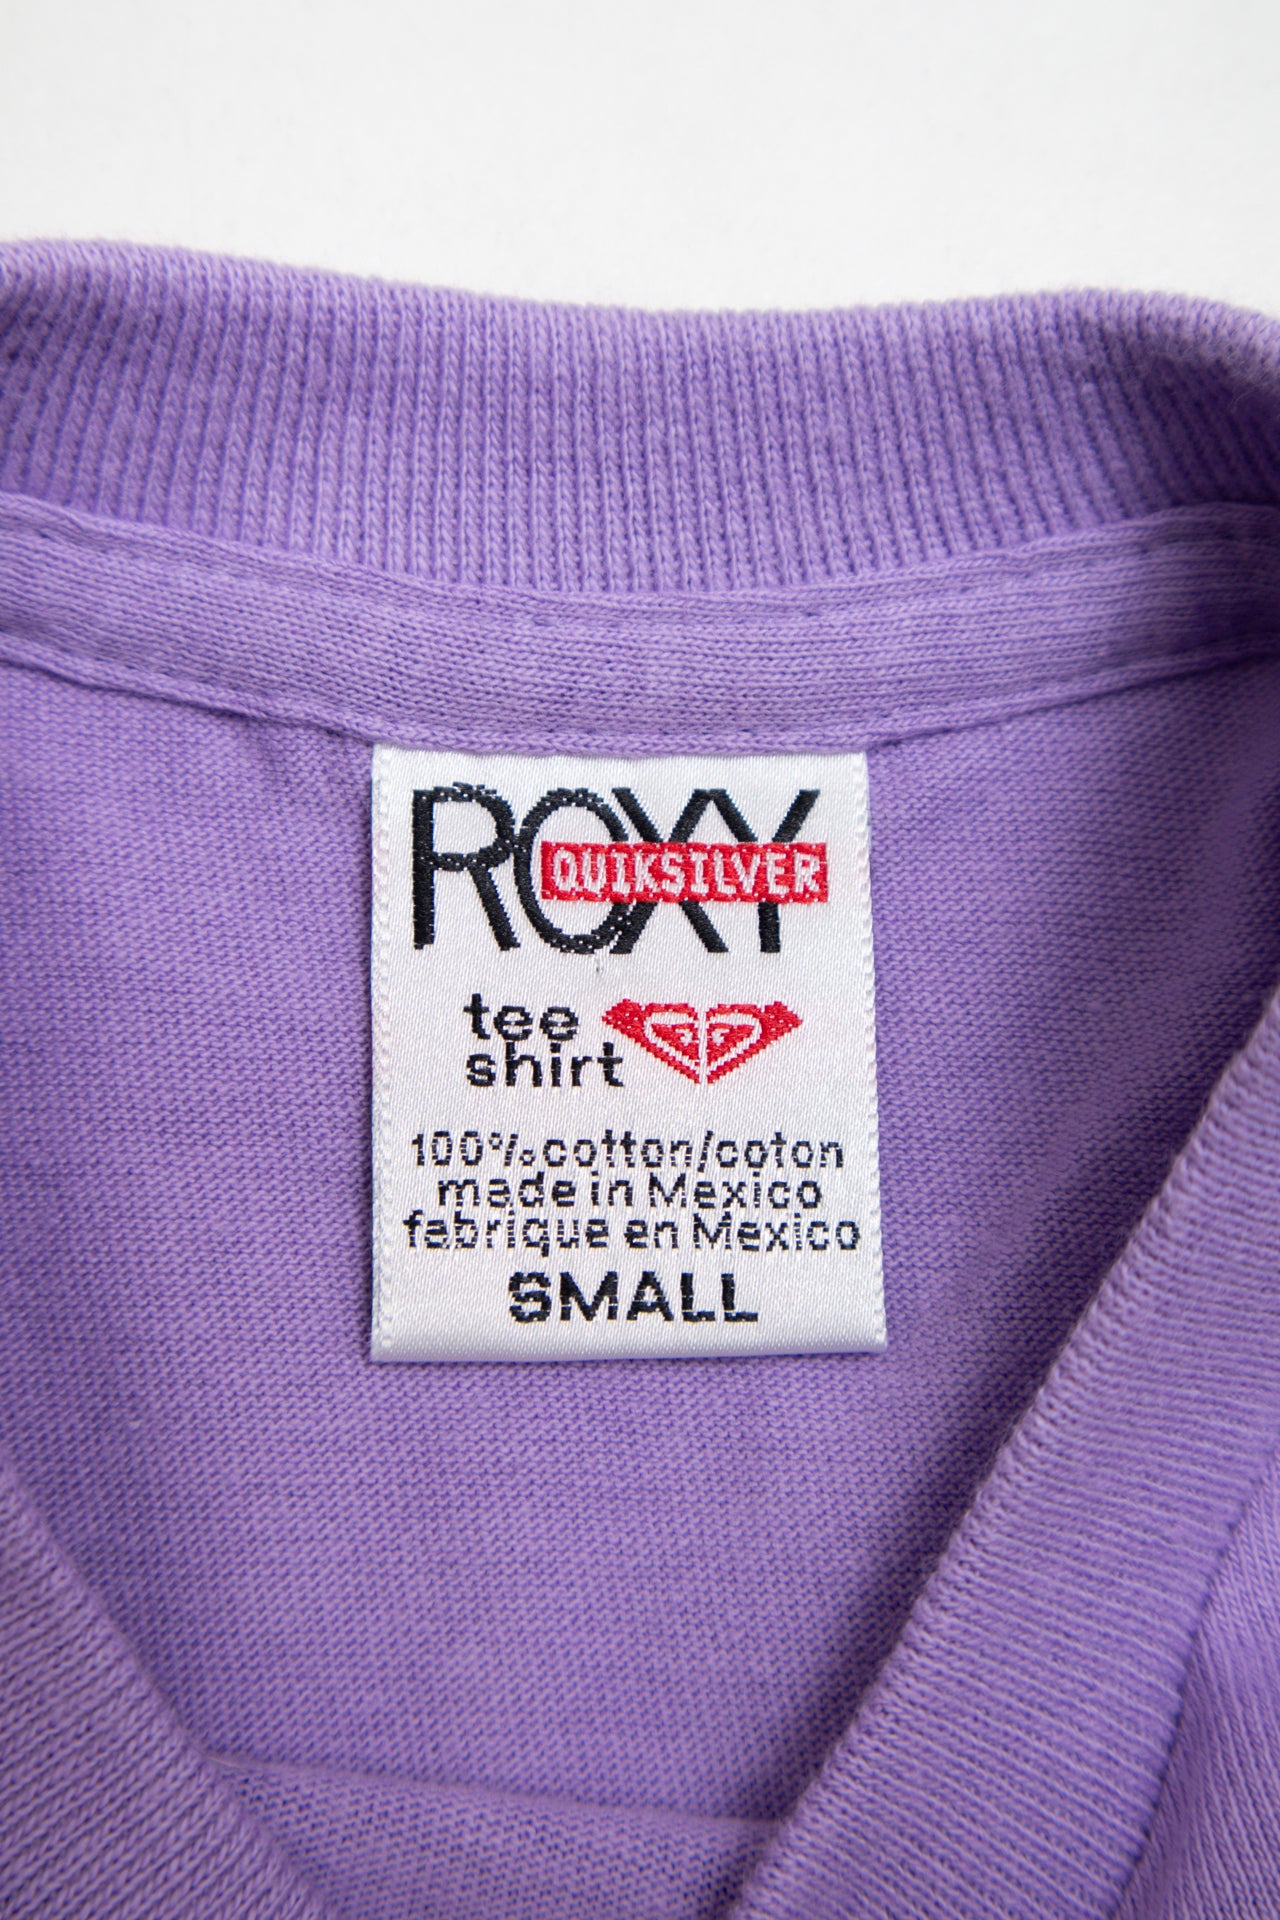 ROXY
QUIKSILVER
tee
shirt
100% cotton/coton
made in Mexico
fabrique en Mexico
SMALL